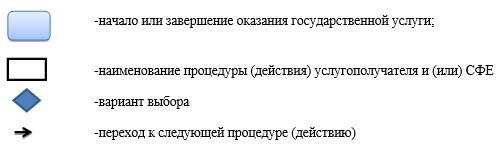 -начало или завершение оказания государственной услуги;
-наименование процедуры (действия) услугополучателя и (или) СФЕ
-вариант выбора
-переход к следующей процедуре (действию)